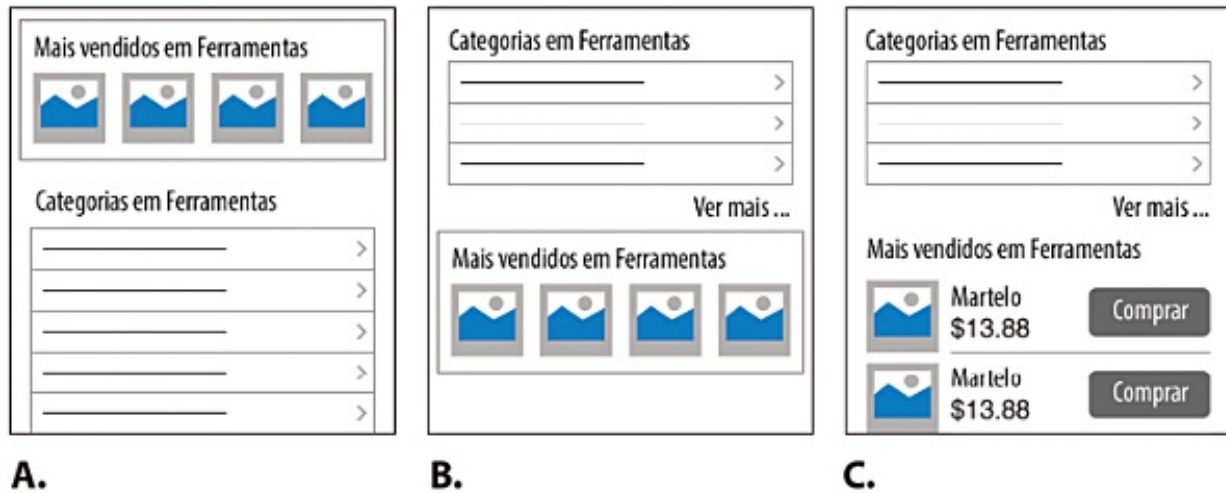 Mais vendidos em Ferramentas
Categorias em Ferramentas
A.
Categorias em Ferramentas
Ver mais ...
Mais vendidos em Ferramentas
B.
Categorias em Ferramentas
Ver mais ...
Mais vendidos em Ferramentas
Martelo
$13.88
Comprar
Martelo
$13.88
Comprar
C.